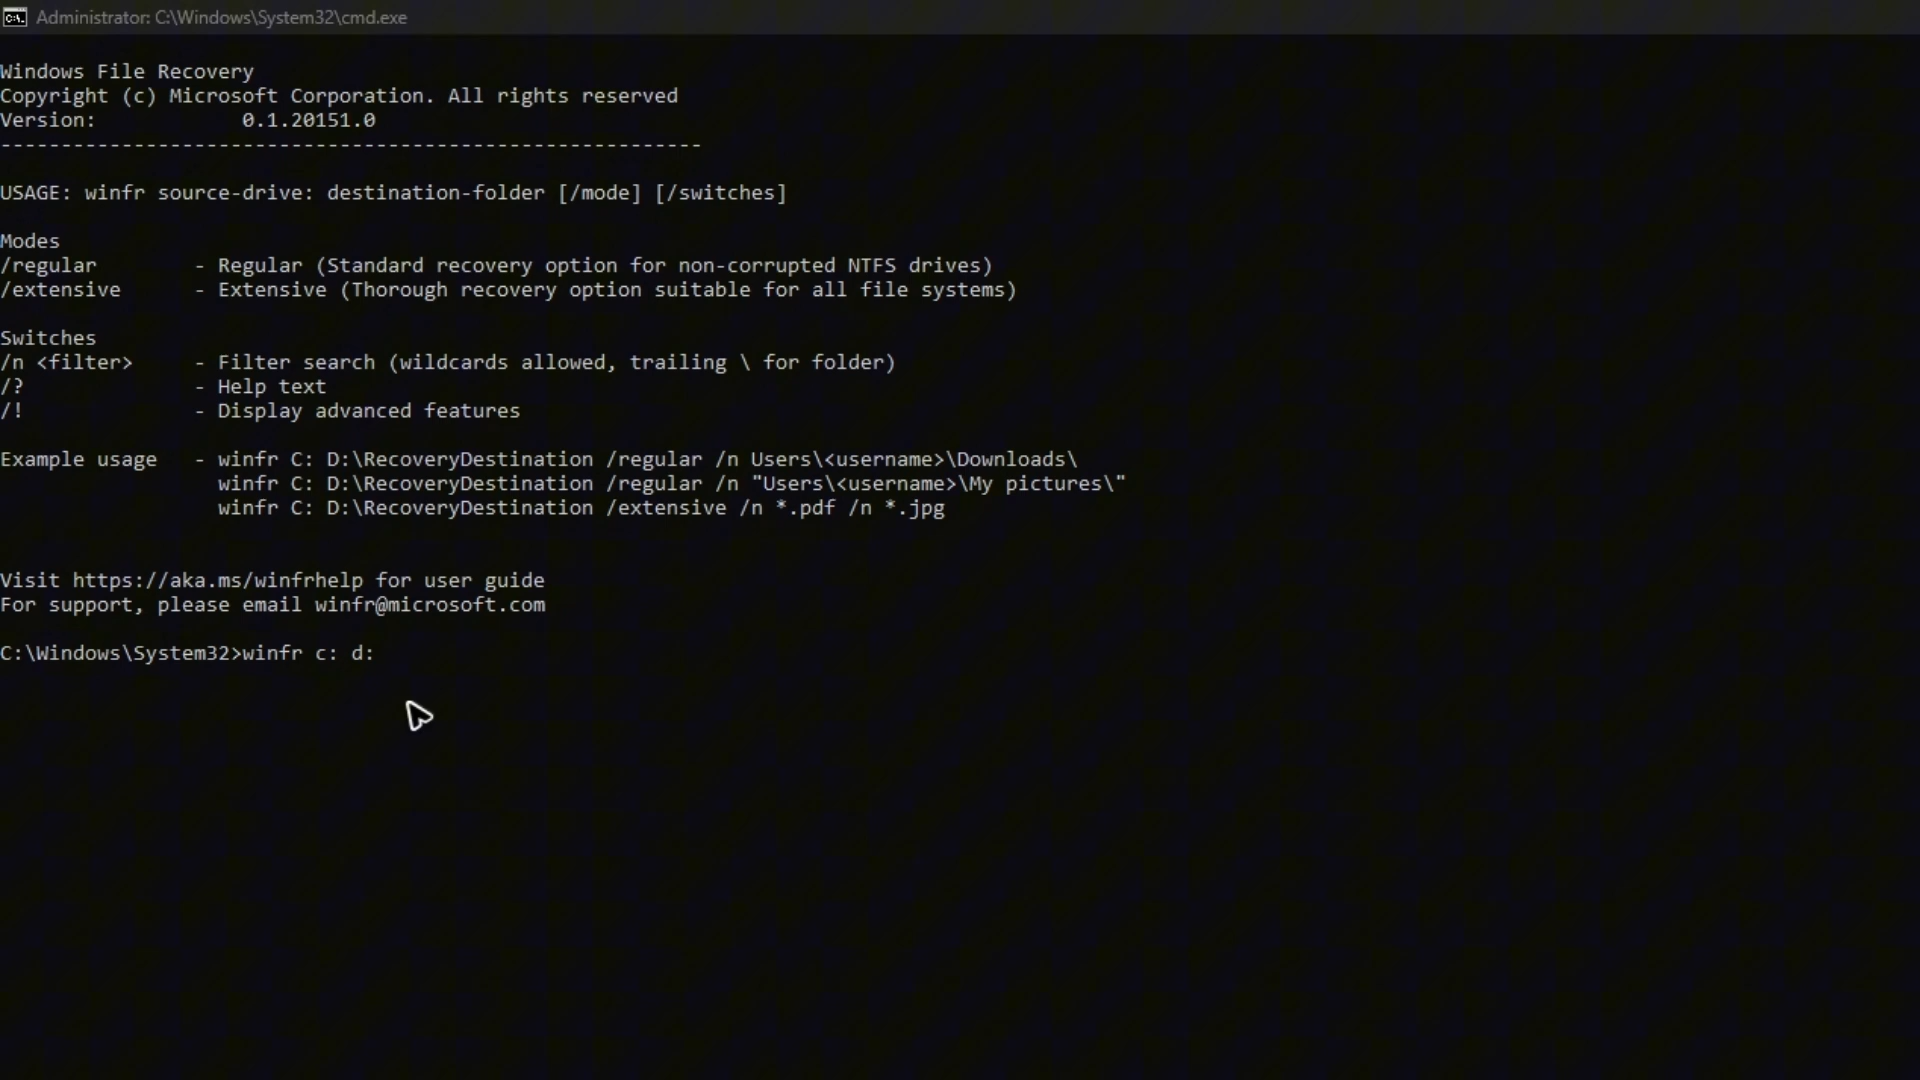 Administrator: C:\Windows\System32\cmd.exe
Windows File Recovery
Copyright (c) Microsoft Corporation. All rights reserved
Version:            0.1.20151.0
----------------------------------------------------------
USAGE: winfr source-drive: destination-folder [/mode] [/switches]
Modes
/regular        - Regular (Standard recovery option for non-corrupted NTFS drives)
/extensive      - Extensive (Thorough recovery option suitable for all file systems)
Switches
/n <filter>     - Filter search (wildcards allowed, trailing \ for folder)
/?              - Help text
/!              - Display advanced features
Example usage   - winfr C: D:\RecoveryDestination /regular /n Users\<username>\Downloads\
                  winfr C: D:\RecoveryDestination /regular /n "Users\<username>\My pictures\"
                  winfr C: D:\RecoveryDestination /extensive /n *.pdf /n *.jpg
Visit https://aka.ms/winfrhelp for user guide
For support, please email winfr@microsoft.com
C:\Windows\System32>winfr c: d: